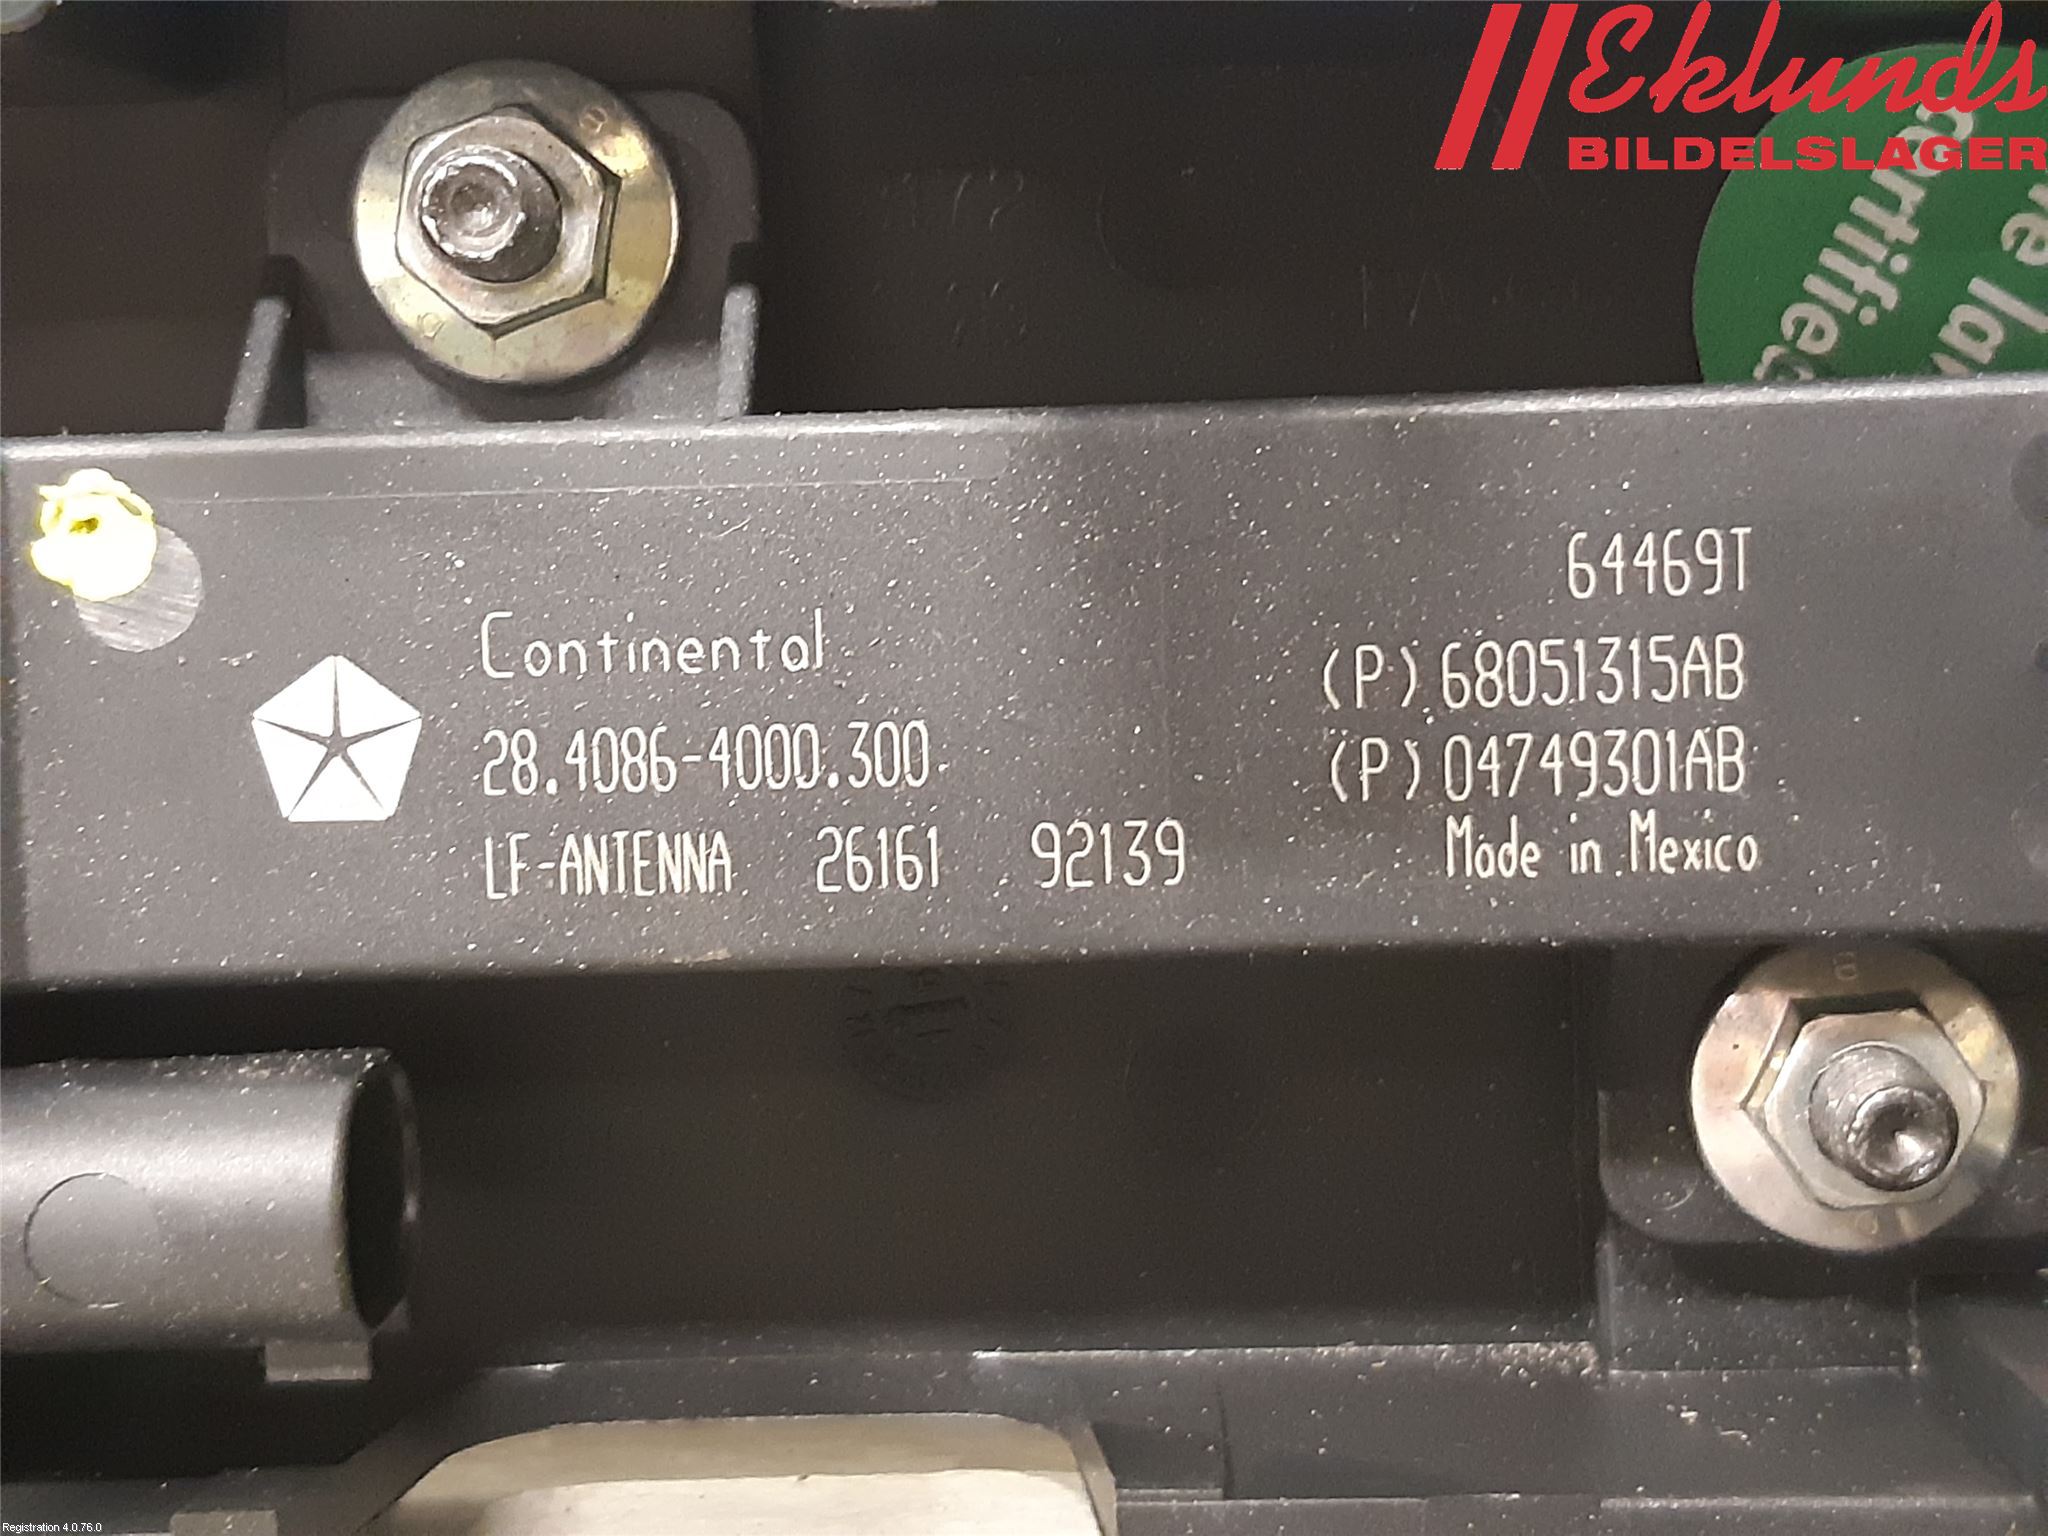 Eklunds
BILDELSLAGER
certified
64469T
Continental
(P) 68051315AB
28.4086-4000.300
(P) 04749301AB
LF-ANTENNA 26161 92139
Made in Mexico
Registration 4.0.76.0